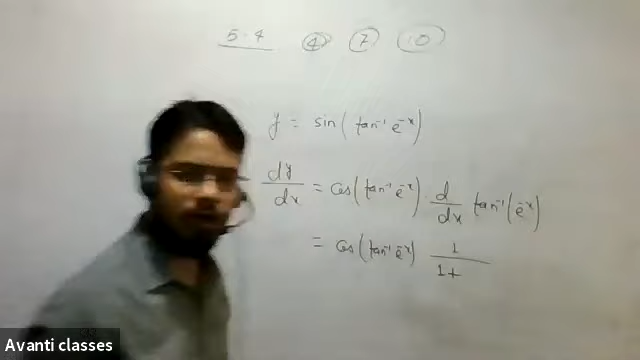 5.4 4 7 10
y = sin(tan⁻¹ e⁻ˣ)
dy/dx = cos(tan⁻¹ e⁻ˣ) d/dx tan⁻¹(e⁻ˣ)
= cos(tan⁻¹ e⁻ˣ) 1/1+
Avanti classes